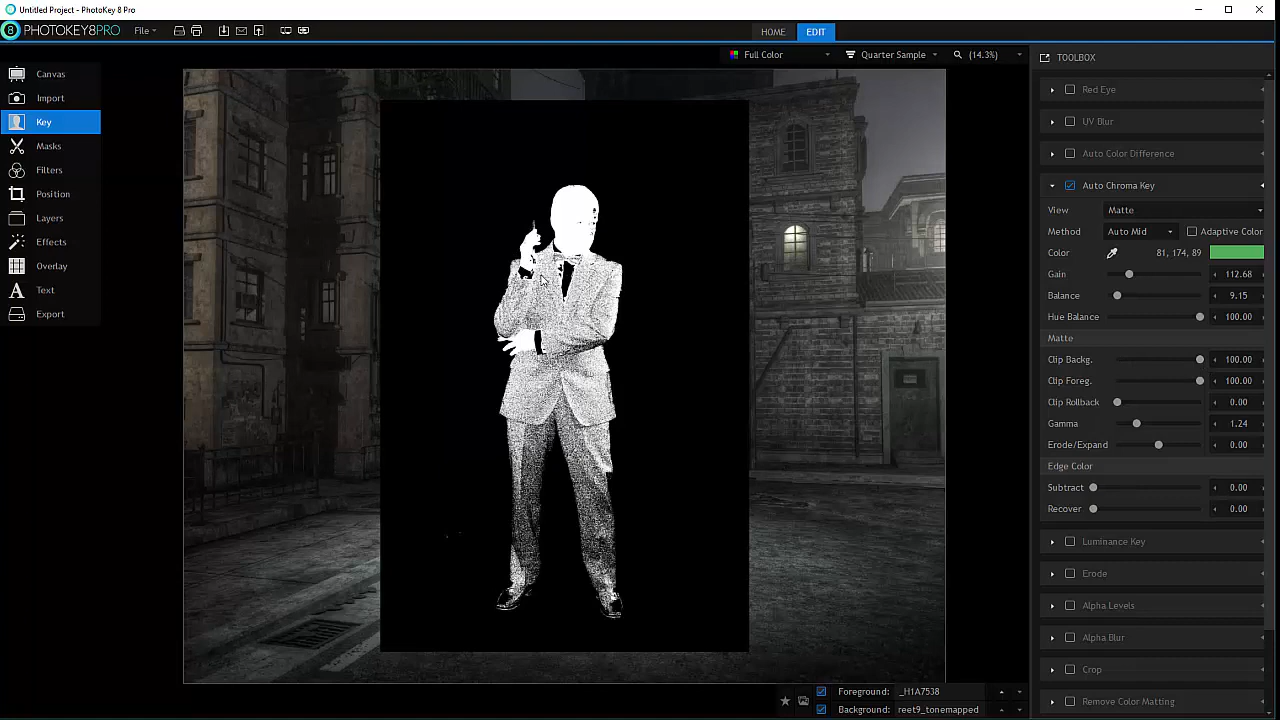 Untitled Project - PhotoKey 8 Pro
8 PHOTOKEY8PRO File HOME EDIT
Full Color Quarter Sample (14.3%)
TOOLBOX
Canvas
Import
Key
Masks
Filters
Position
Layers
Effects
Overlay
A Text
Export
Red Eye
UV Blur
Auto Color Difference
Auto Chroma Key
View Matte
Method Auto Mid Adaptive Color
Color 81, 174, 89
Gain 112.68
Balance 9.15
Hue Balance 100.00
Matte
Clip Backg. 100.00
Clip Foreg. 100.00
Clip Rollback 0.00
Gamma 1.24
Erode/Expand 0.00
Edge Color
Subtract 0.00
Recover 0.00
Luminance Key
Erode
Alpha Levels
Alpha Blur
Crop
Remove Color Matting
Foreground: _H1A7538
Background: reet9_tonemapped